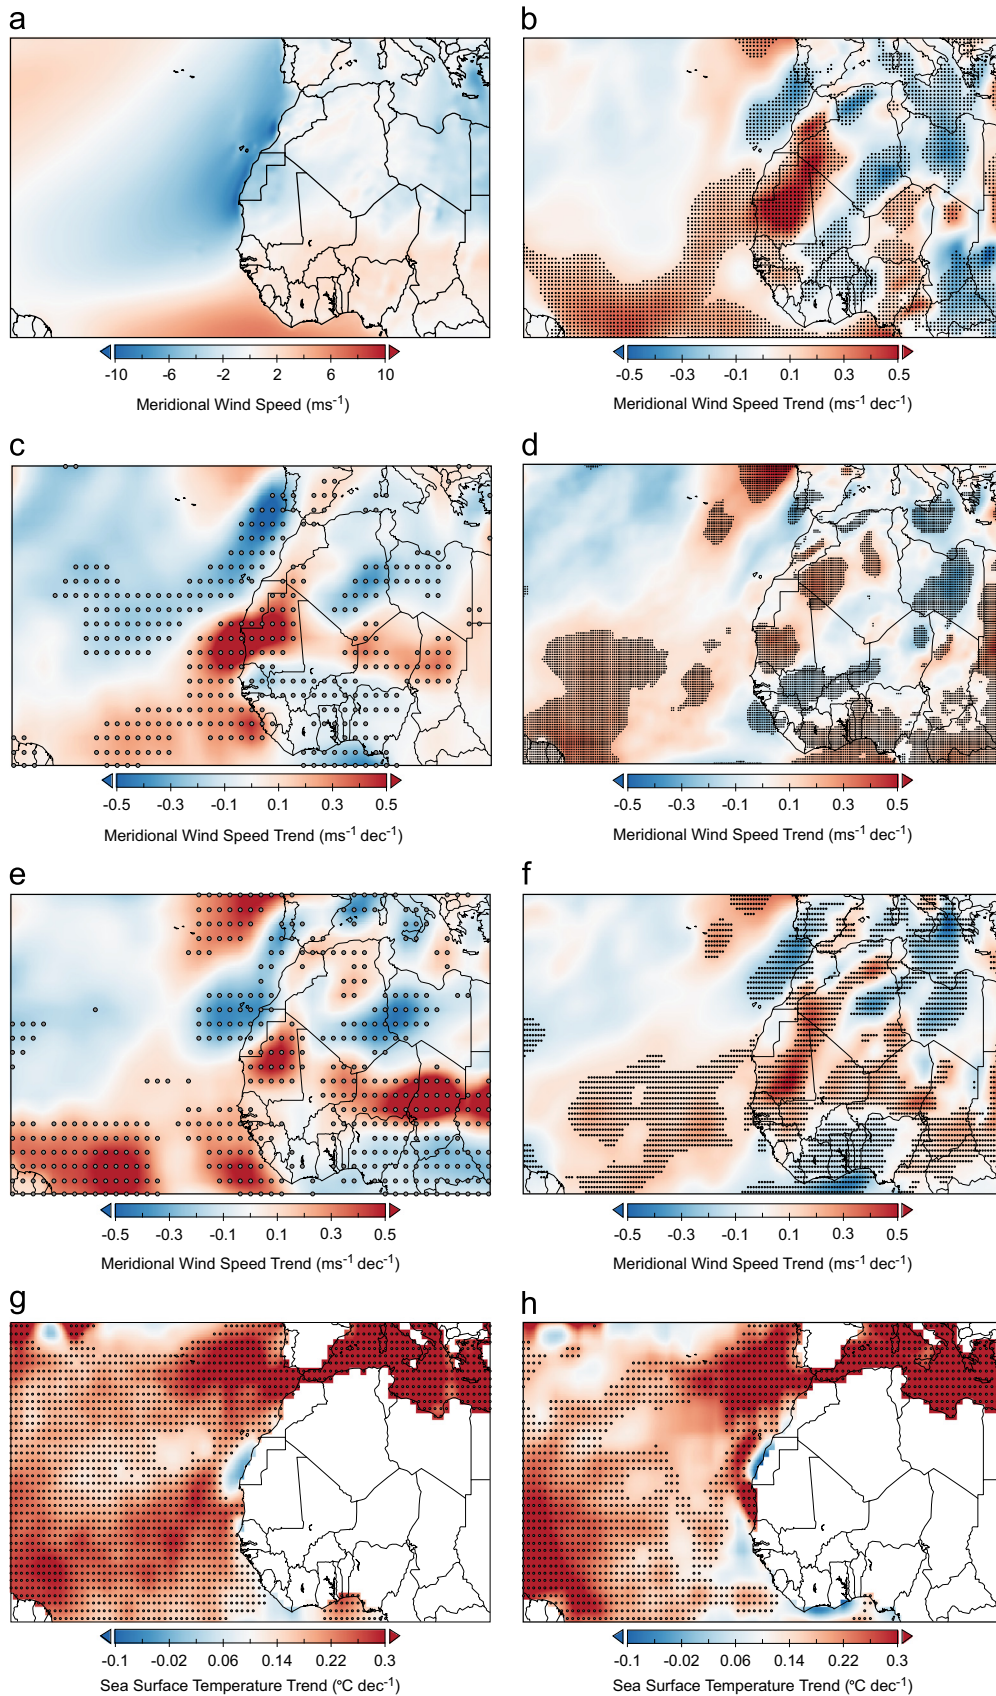 a
b
-10 -6 -2 2 6 10
Meridional Wind Speed (ms⁻¹)
-0.5 -0.3 -0.1 0.1 0.3 0.5
Meridional Wind Speed Trend (ms⁻¹ dec⁻¹)
c
d
-0.5 -0.3 -0.1 0.1 0.3 0.5
Meridional Wind Speed Trend (ms⁻¹ dec⁻¹)
-0.5 -0.3 -0.1 0.1 0.3 0.5
Meridional Wind Speed Trend (ms⁻¹ dec⁻¹)
e
f
-0.5 -0.3 -0.1 0.1 0.3 0.5
Meridional Wind Speed Trend (ms⁻¹ dec⁻¹)
-0.5 -0.3 -0.1 0.1 0.3 0.5
Meridional Wind Speed Trend (ms⁻¹ dec⁻¹)
g
h
-0.1 -0.02 0.06 0.14 0.22 0.3
Sea Surface Temperature Trend (°C dec⁻¹)
-0.1 -0.02 0.06 0.14 0.22 0.3
Sea Surface Temperature Trend (°C dec⁻¹)